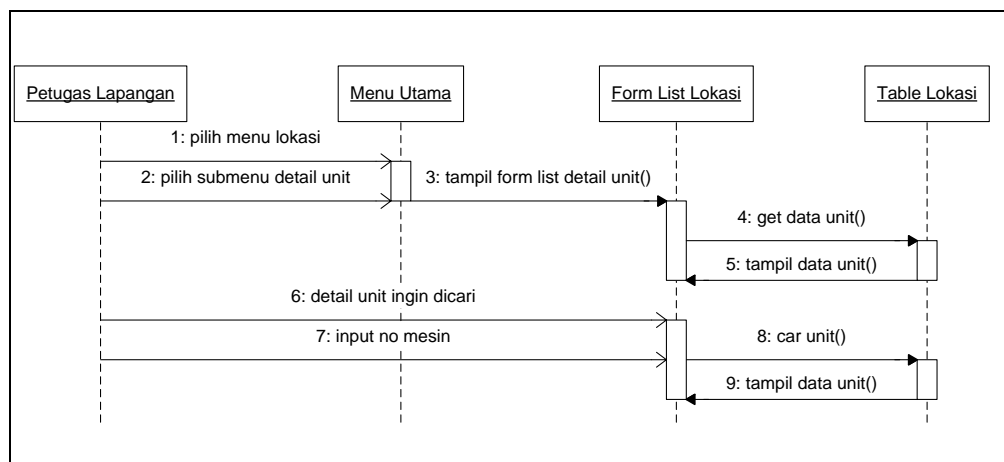 Petugas Lapangan
Menu Utama
Form List Lokasi
Table Lokasi
1: pilih menu lokasi
2: pilih submenu detail unit
3: tampil form list detail unit()
4: get data unit()
5: tampil data unit()
6: detail unit ingin dicari
7: input no mesin
8: car unit()
9: tampil data unit()